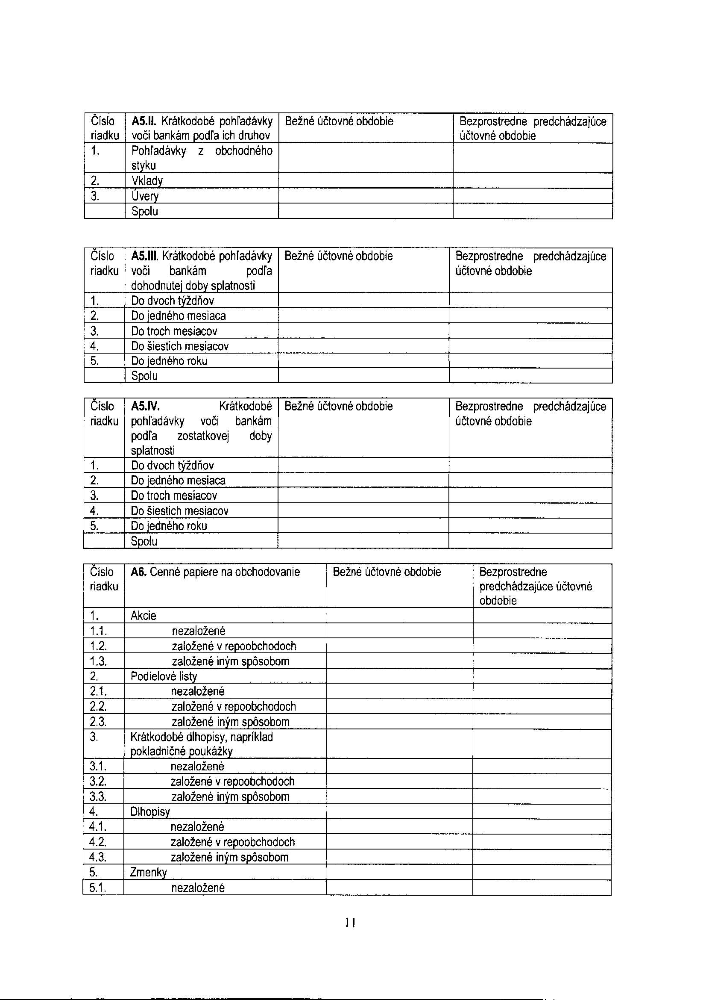 Číslo A5.II. Krátkodobé pohľadávky Bežné účtovné obdobie Bezprostredne predchádzajúce
riadku voči bankám podľa ich druhov účtovné obdobie
1. Pohľadávky z obchodného
styku
2. Vklady
3. Úvery
Spolu
Číslo A5.III. Krátkodobé pohľadávky Bežné účtovné obdobie Bezprostredne predchádzajúce
riadku voči bankám podľa účtovné obdobie
dohodnutej doby splatnosti
1. Do dvoch týždňov
2. Do jedného mesiaca
3. Do troch mesiacov
4. Do šiestich mesiacov
5. Do jedného roku
Spolu
Číslo A5.IV. Krátkodobé Bežné účtovné obdobie Bezprostredne predchádzajúce
riadku pohľadávky voči bankám účtovné obdobie
podľa zostatkovej doby
splatnosti
1. Do dvoch týždňov
2. Do jedného mesiaca
3. Do troch mesiacov
4. Do šiestich mesiacov
5. Do jedného roku
Spolu
Číslo A6. Cenné papiere na obchodovanie Bežné účtovné obdobie Bezprostredne
riadku predchádzajúce účtovné
obdobie
1. Akcie
1.1. nezaložené
1.2. založené v repoobchodoch
1.3. založené iným spôsobom
2. Podielové listy
2.1. nezaložené
2.2. založené v repoobchodoch
2.3. založené iným spôsobom
3. Krátkodobé dlhopisy, napríklad
pokladničné poukážky
3.1. nezaložené
3.2. založené v repoobchodoch
3.3. založené iným spôsobom
4. Dlhopisy
4.1. nezaložené
4.2. založené v repoobchodoch
4.3. založené iným spôsobom
5. Zmenky
5.1. nezaložené
11